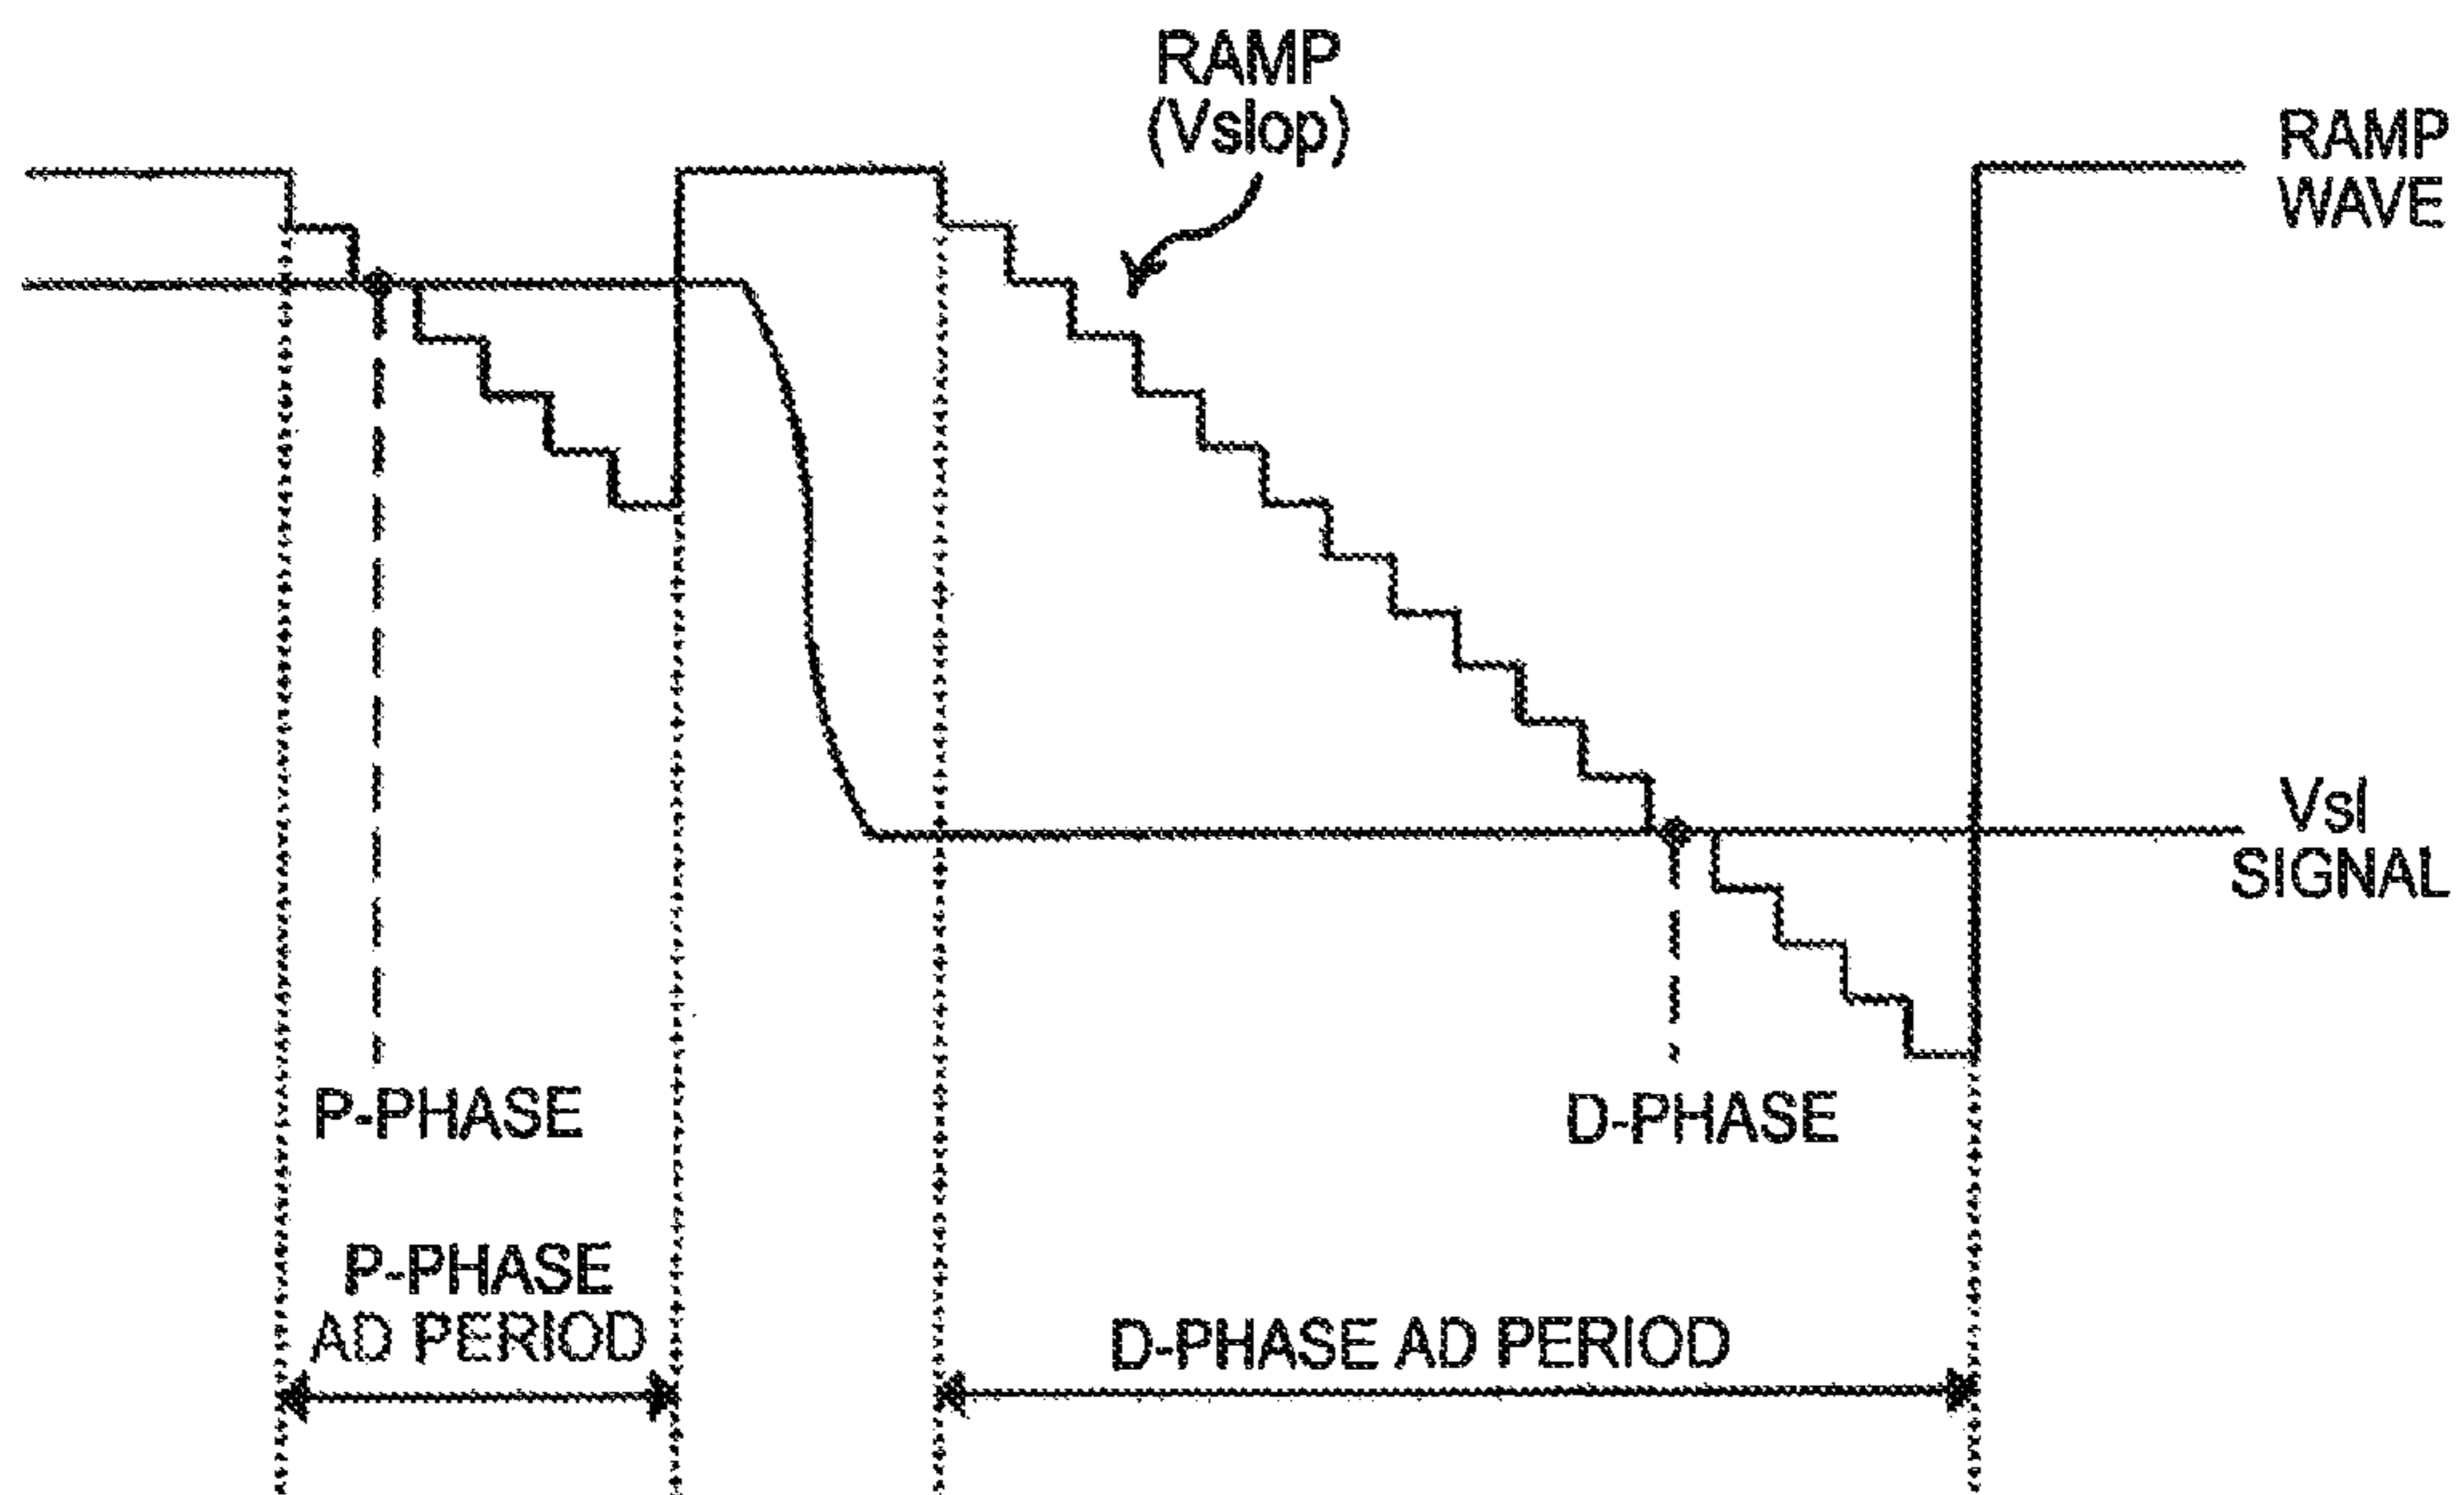 RAMP
(Vslop)
RAMP
WAVE
Vsl
SIGNAL
P-PHASE
D-PHASE
P-PHASE
AD PERIOD
D-PHASE AD PERIOD